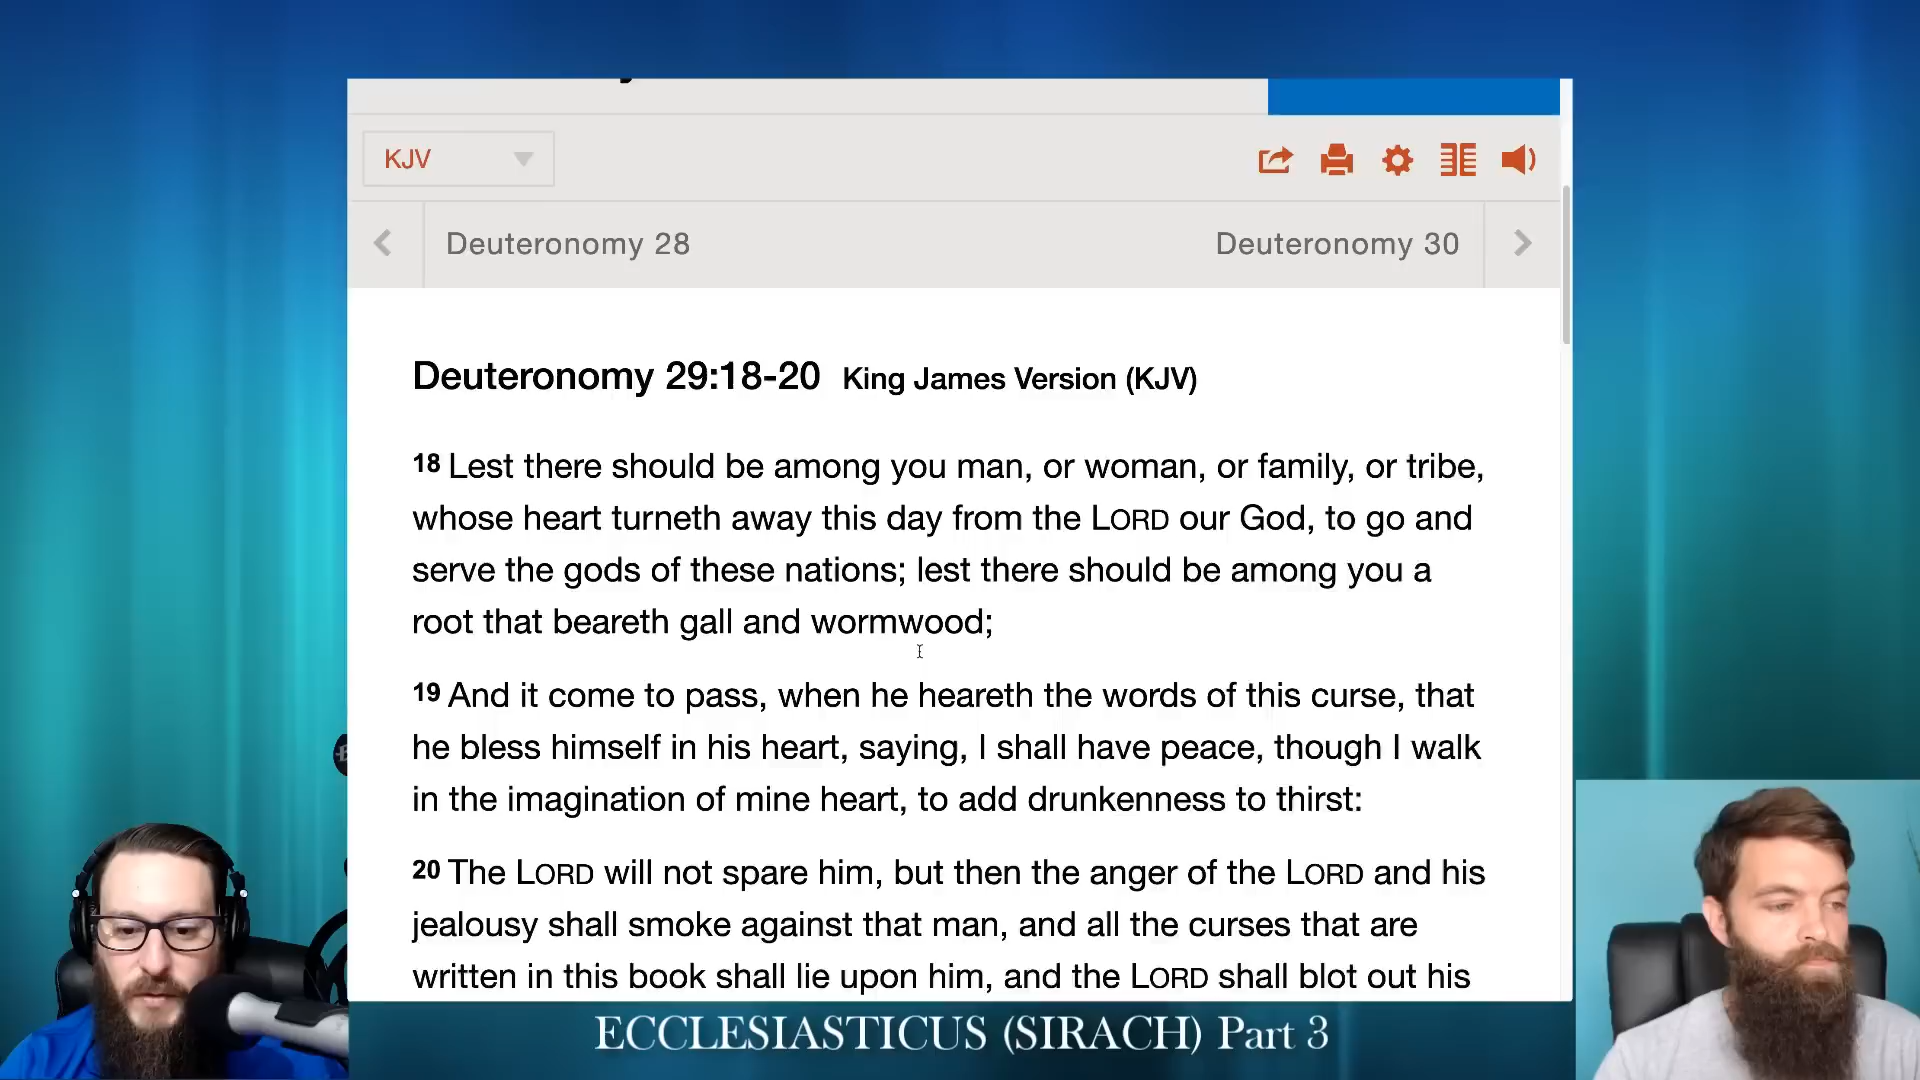 KJV
Deuteronomy 28
Deuteronomy 30
Deuteronomy 29:18-20 King James Version (KJV)
18 Lest there should be among you man, or woman, or family, or tribe,
whose heart turneth away this day from the LORD our God, to go and
serve the gods of these nations; lest there should be among you a
root that beareth gall and wormwood;
19 And it come to pass, when he heareth the words of this curse, that
he bless himself in his heart, saying, I shall have peace, though I walk
in the imagination of mine heart, to add drunkenness to thirst:
20 The LORD will not spare him, but then the anger of the LORD and his
jealousy shall smoke against that man, and all the curses that are
written in this book shall lie upon him, and the LORD shall blot out his
ECCLESIASTICUS (SIRACH) Part 3